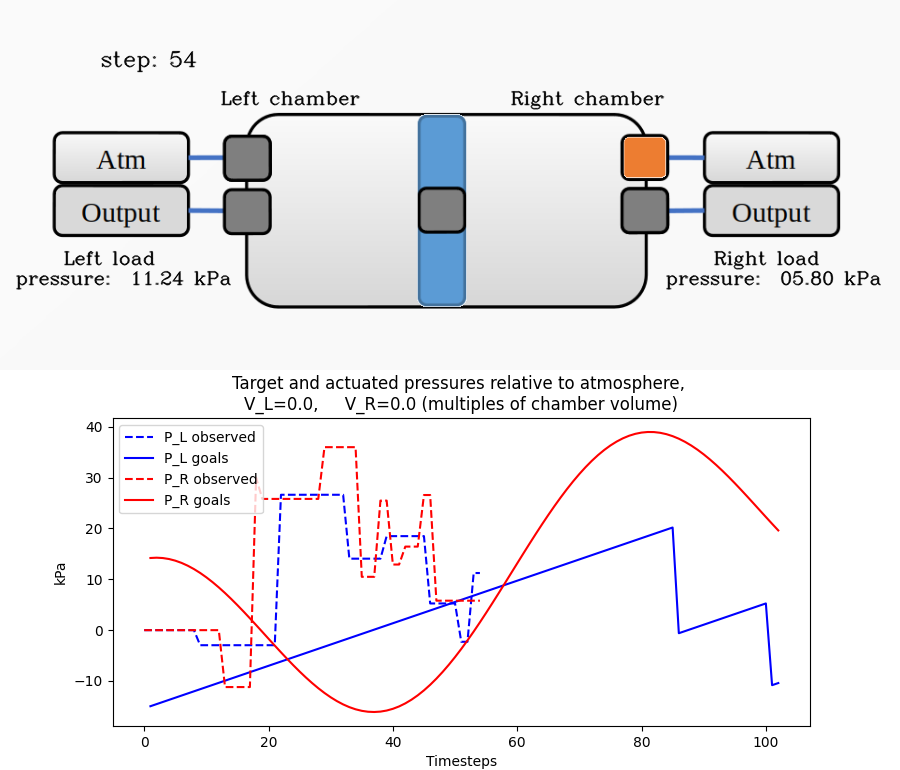 step: 54
Left chamber
Right chamber
Atm
Atm
Output
Output
Left load
pressure: 11.24 kPa
Right load
pressure: 05.80 kPa
Target and actuated pressures relative to atmosphere,
V_L=0.0, V_R=0.0 (multiples of chamber volume)
P_L observed
P_L goals
P_R observed
P_R goals
kPa
40
30
20
10
0
−10
0 20 40 60 80 100
Timesteps